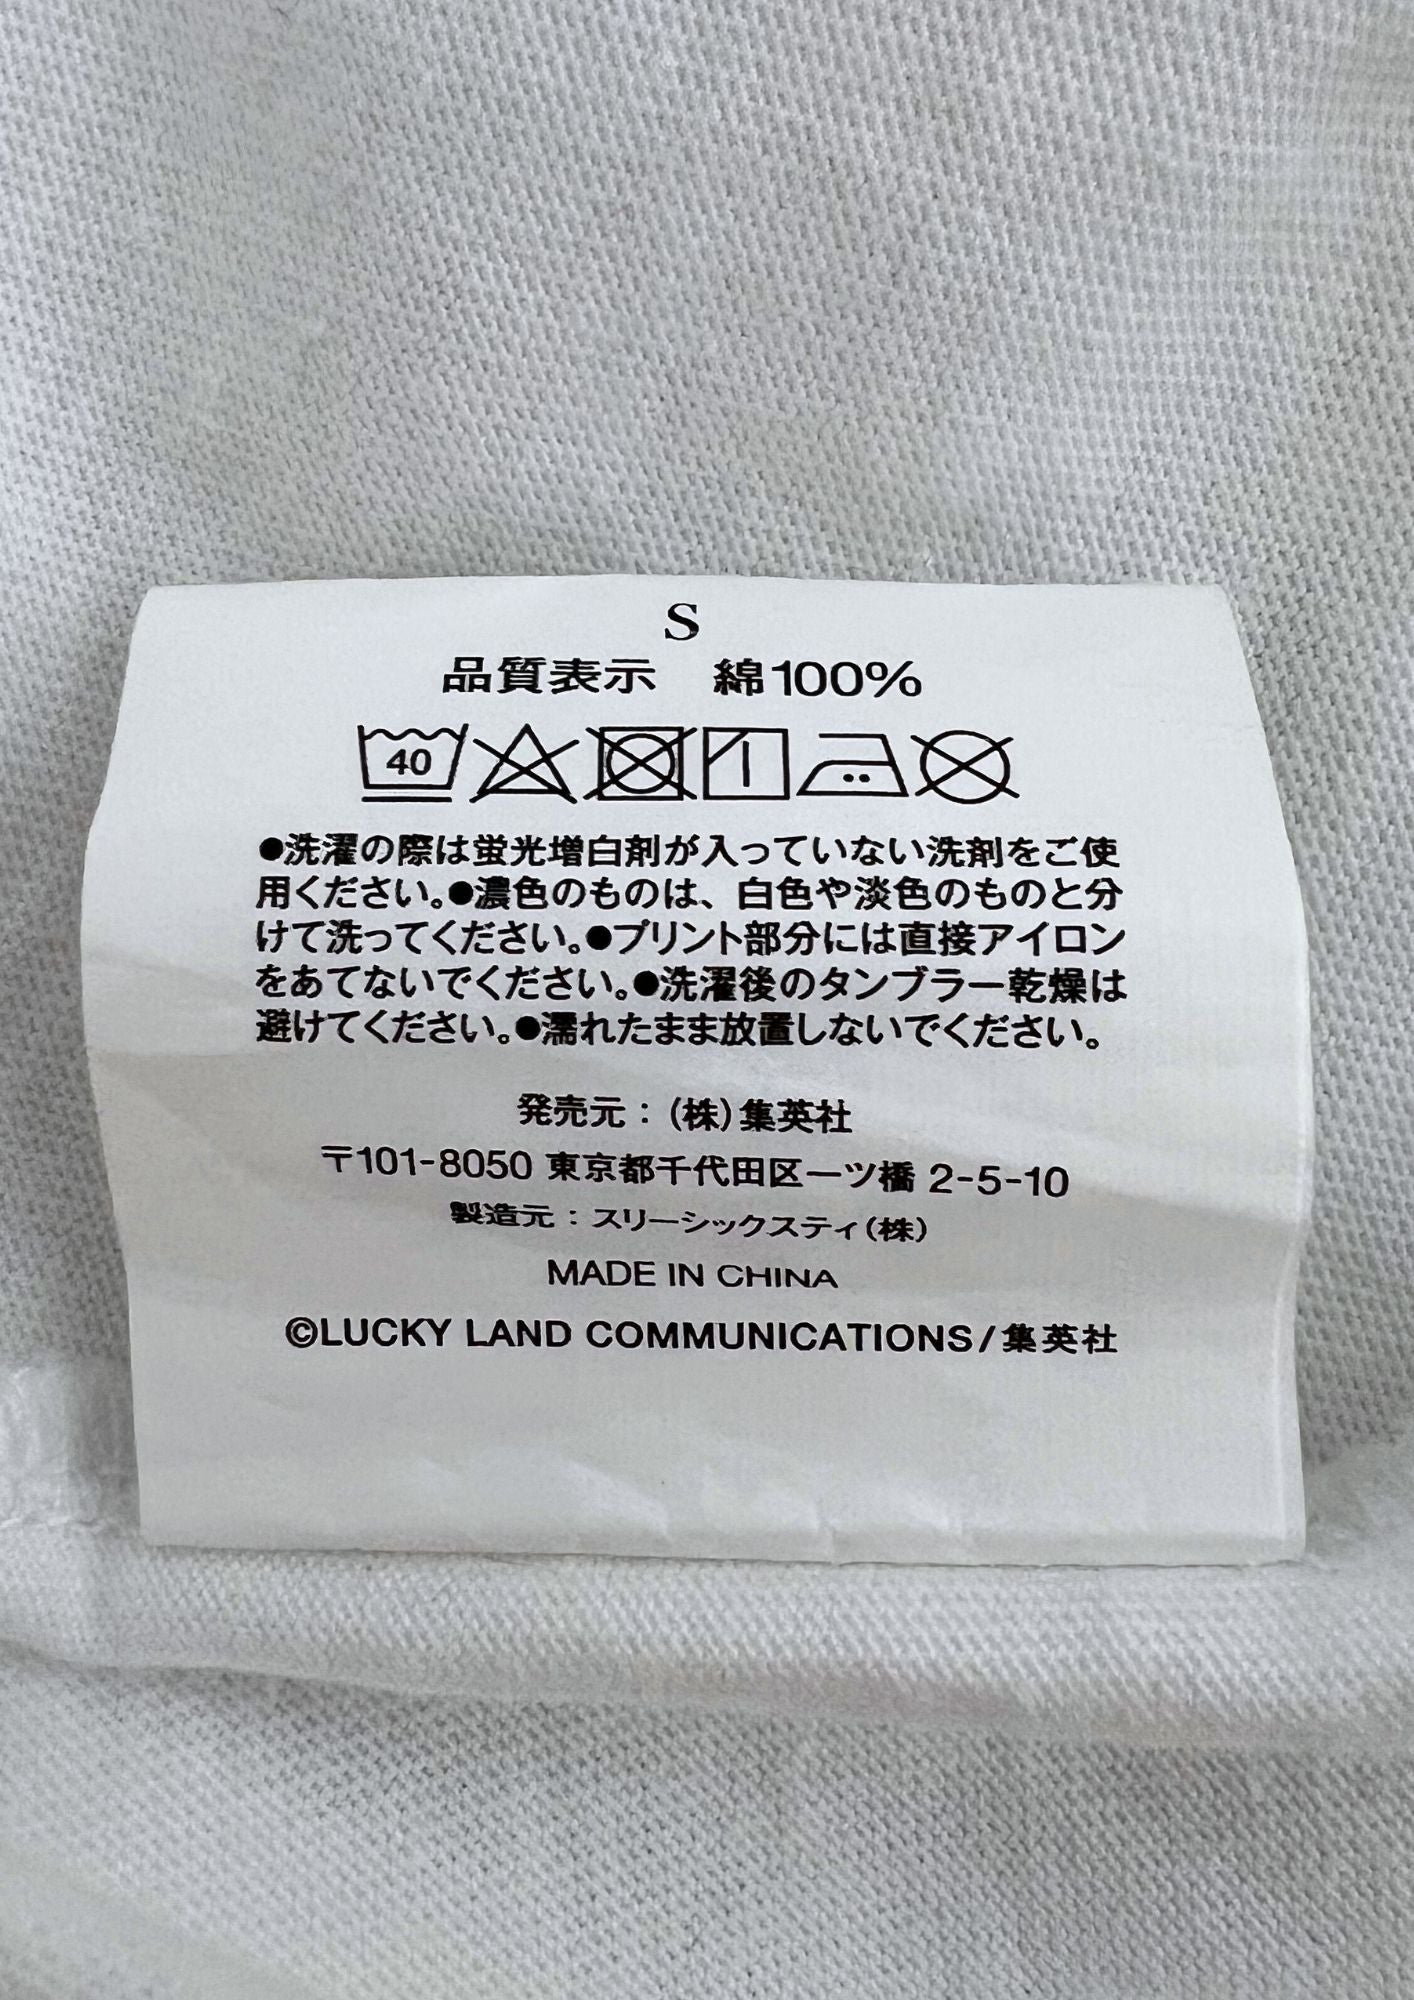 S
品質表示　綿100%
40
●洗濯の際は蛍光増白剤が入っていない洗剤をご使
用ください。●濃色のものは、白色や淡色のものと分
けて洗ってください。●プリント部分には直接アイロン
をあてないでください。●洗濯後のタンブラー乾燥は
避けてください。●濡れたまま放置しないでください。
発売元：(株)集英社
〒101-8050 東京都千代田区一ツ橋 2-5-10
製造元：スリーシックスティ(株)
MADE IN CHINA
©LUCKY LAND COMMUNICATIONS/集英社